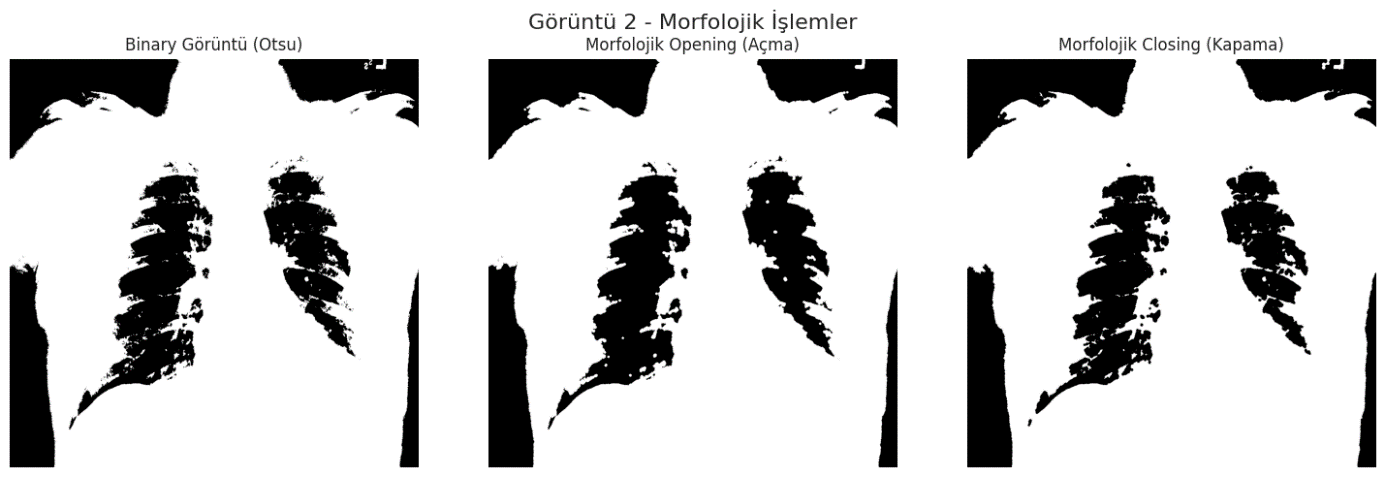 Görüntü 2 - Morfolojik İşlemler
Binary Görüntü (Otsu)
Morfolojik Opening (Açma)
Morfolojik Closing (Kapama)